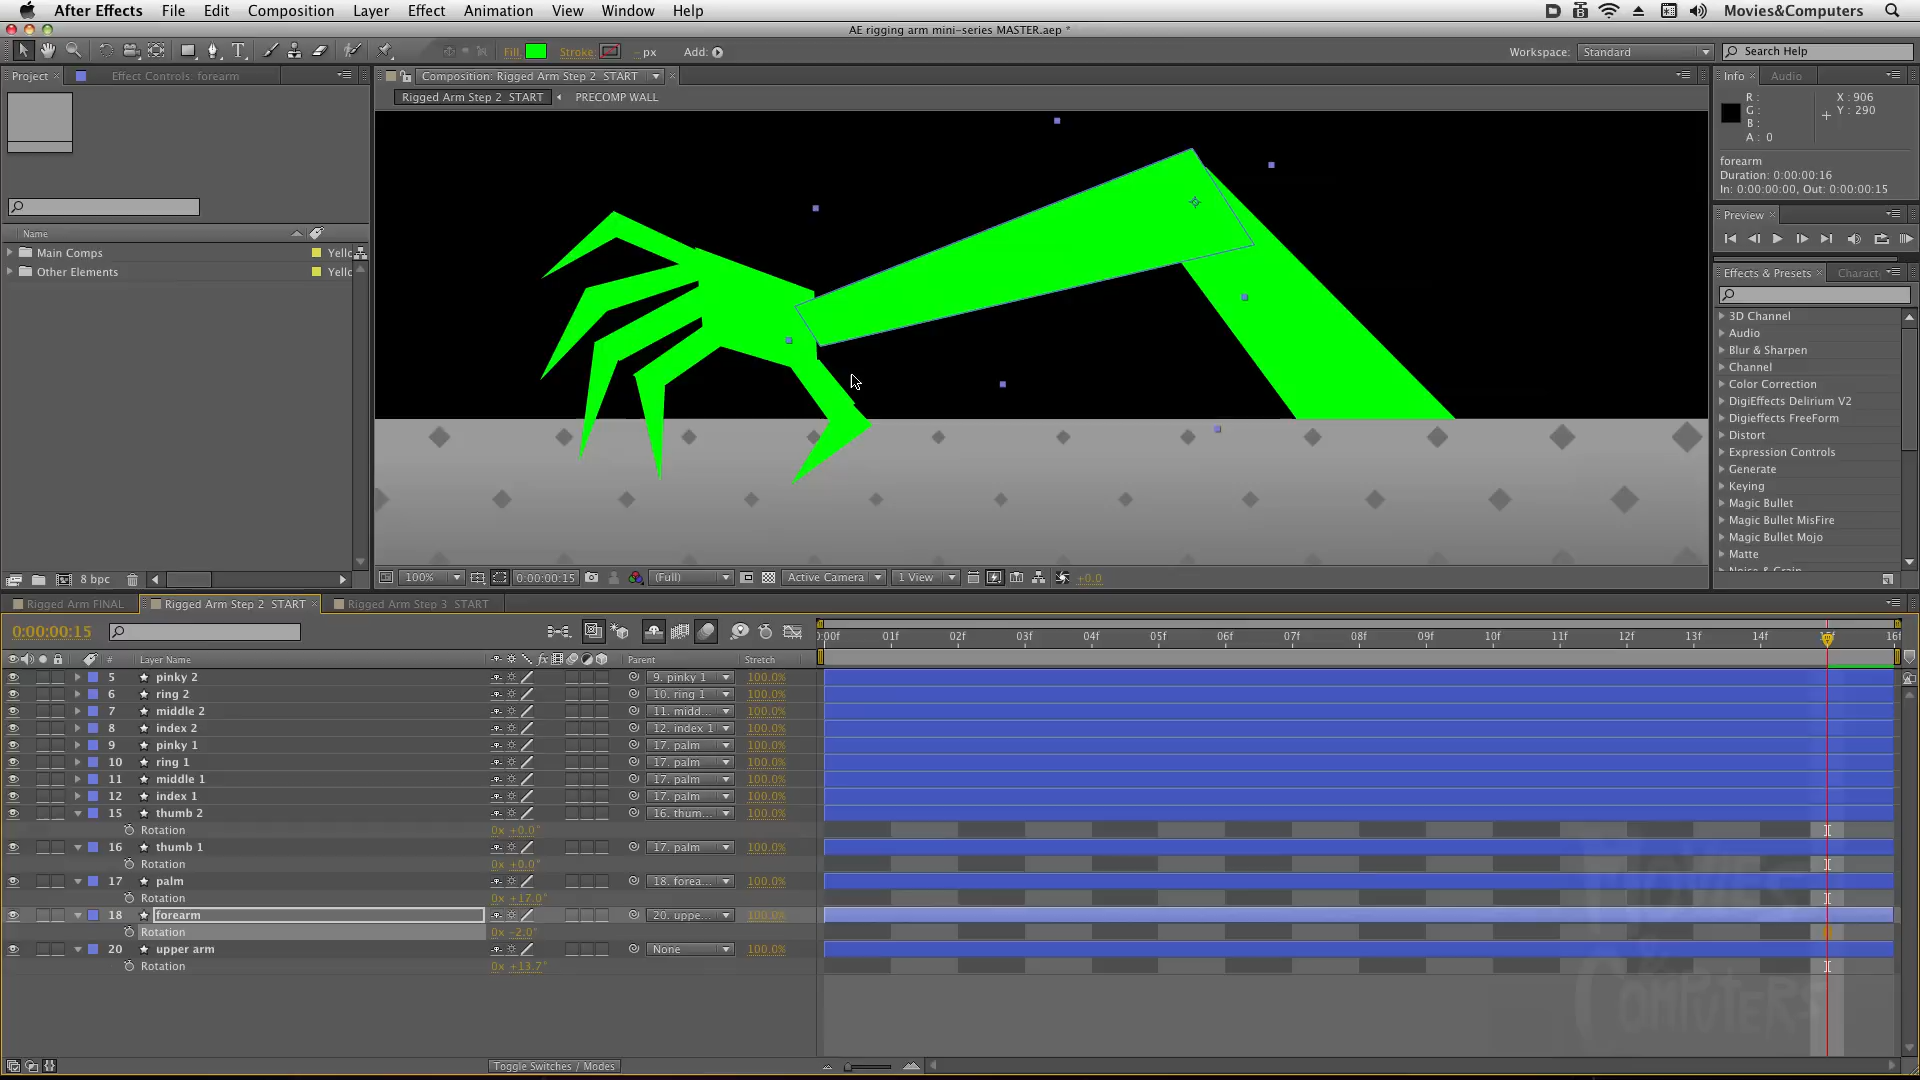 After Effects File Edit Composition Layer Effect Animation View Window Help Movies&Computers
AE rigging arm mini-series MASTER.aep *
Fill: Stroke: - px Add: Workspace: Standard Search Help
Project Effect Controls: forearm Composition: Rigged Arm Step 2 START Info Audio
Rigged Arm Step 2 START PRECOMP WALL
R : X : 906
G : Y : 290
B :
A : 0
forearm
Duration: 0:00:00:16
In: 0:00:00:00, Out: 0:00:00:15
Preview
Name
Main Comps Yello
Other Elements Yello
Effects & Presets Charact
3D Channel
Audio
Blur & Sharpen
Channel
Color Correction
DigiEffects Delirium V2
Digieffects FreeForm
Distort
Expression Controls
Generate
Keying
Magic Bullet
Magic Bullet MisFire
Magic Bullet Mojo
Matte
Noise & Grain
8 bpc 100% 0:00:00:15 (Full) Active Camera 1 View +0.0
Rigged Arm FINAL Rigged Arm Step 2 START Rigged Arm Step 3 START
0:00:00:15
0:00f 01f 02f 03f 04f 05f 06f 07f 08f 09f 10f 11f 12f 13f 14f 16f
# Layer Name fx Parent Stretch
5 pinky 2 9. pinky 1 100.0%
6 ring 2 10. ring 1 100.0%
7 middle 2 11. midd... 100.0%
8 index 2 12. index 1 100.0%
9 pinky 1 17. palm 100.0%
10 ring 1 17. palm 100.0%
11 middle 1 17. palm 100.0%
12 index 1 17. palm 100.0%
15 thumb 2 16. thum... 100.0%
Rotation 0x +0.0°
16 thumb 1 17. palm 100.0%
Rotation 0x +0.0°
17 palm 18. forea... 100.0%
Rotation 0x +17.0°
18 forearm 20. uppe... 100.0%
Rotation 0x -2.0°
20 upper arm None 100.0%
Rotation 0x +13.7°
Movies
&
Computers
Toggle Switches / Modes